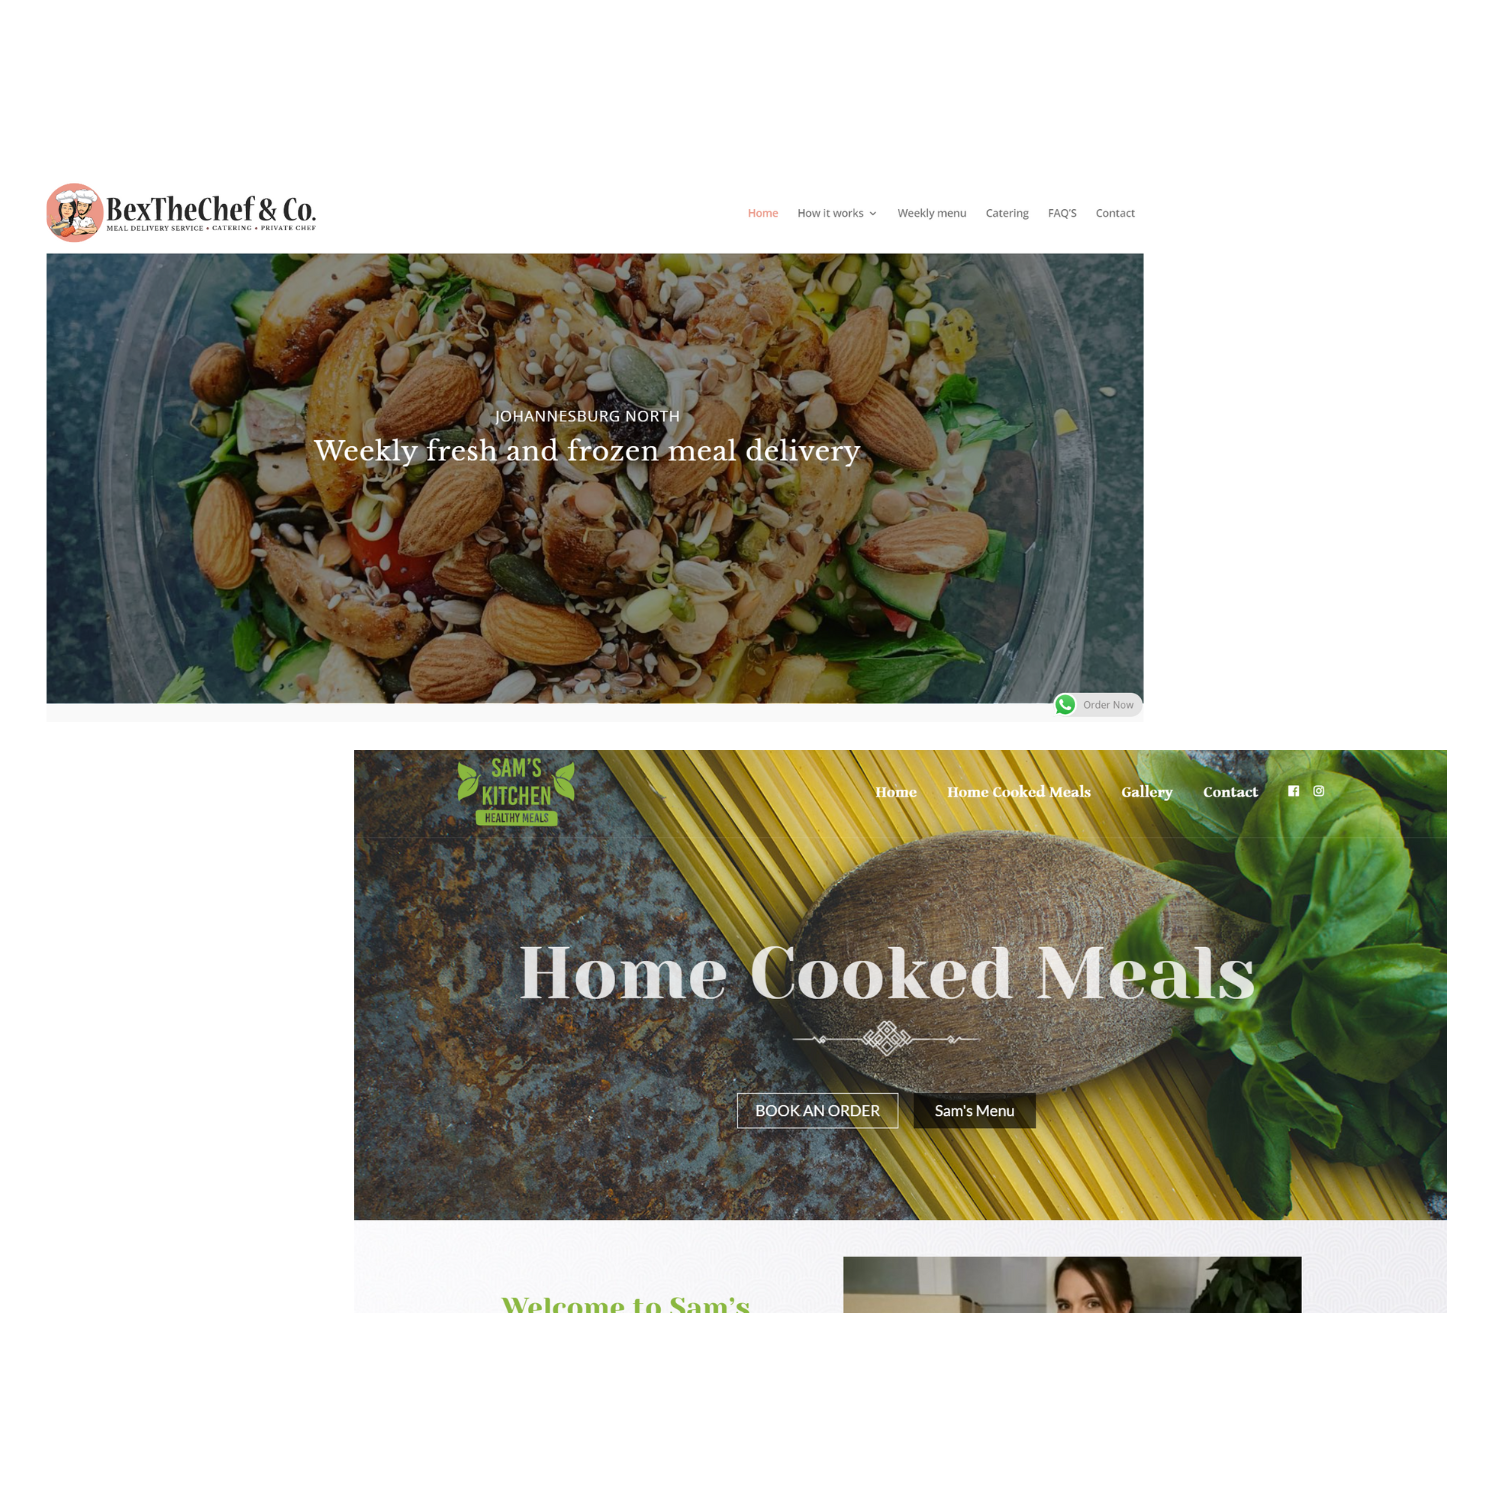 BexTheChef & Co.
MEAL DELIVERY SERVICE • CATERING • PRIVATE CHEF
Home How it works Weekly menu Catering FAQ'S Contact
JOHANNESBURG NORTH
Weekly fresh and frozen meal delivery
Order Now
SAM'S
KITCHEN
HEALTHY MEALS
Home Home Cooked Meals Gallery Contact
Home Cooked Meals
BOOK AN ORDER Sam's Menu
Welcome to Sam's